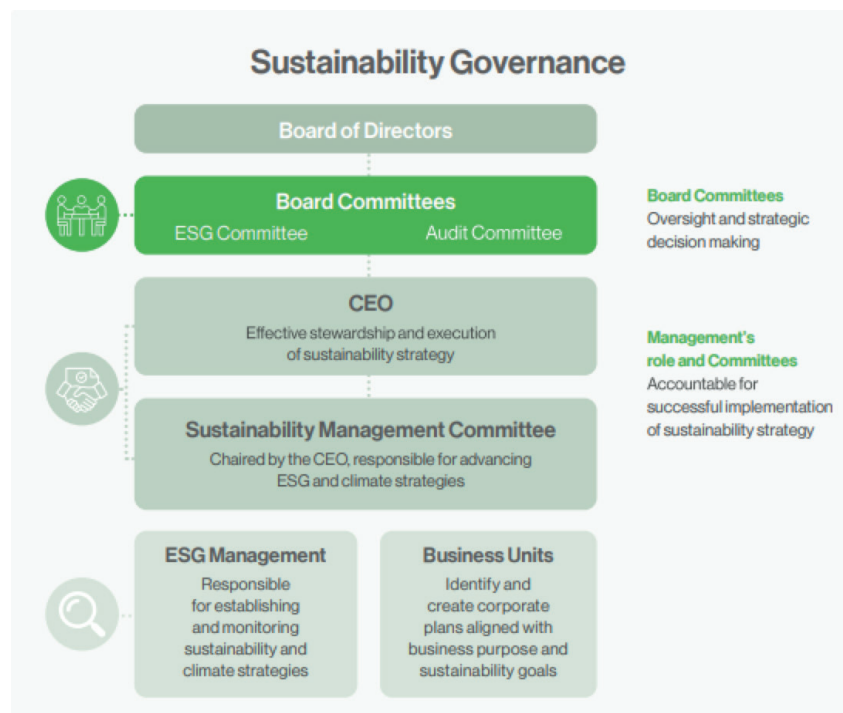 Sustainability Governance
Board of Directors
Board Committees
ESG Committee
Audit Committee
Board Committees
Oversight and strategic
decision making
CEO
Effective stewardship and execution
of sustainability strategy
Management's
role and Committees
Accountable for
successful implementation
of sustainability strategy
Sustainability Management Committee
Chaired by the CEO, responsible for advancing
ESG and climate strategies
ESG Management
Responsible
for establishing
and monitoring
sustainability and
climate strategies
Business Units
Identify and
create corporate
plans aligned with
business purpose and
sustainability goals